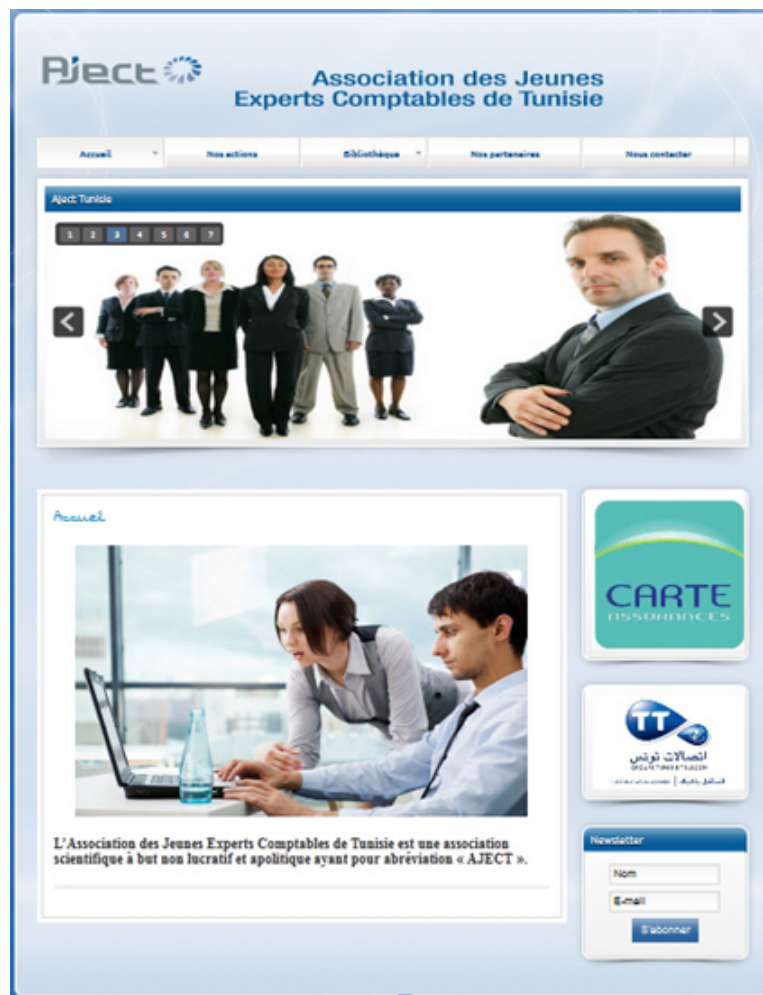 Aject
Association des Jeunes
Experts Comptables de Tunisie
Accueil
Nos actions
Bibliothèque
Nos partenaires
Nous contacter
Aject Tunisie
1 2 3 4 5 6 7
Accueil
L'Association des Jeunes Experts Comptables de Tunisie est une association
scientifique à but non lucratif et apolitique ayant pour abréviation « AJECT ».
CARTE
ASSURANCES
TT
اتصالات تونس
Newsletter
Nom
E-mail
S'abonner